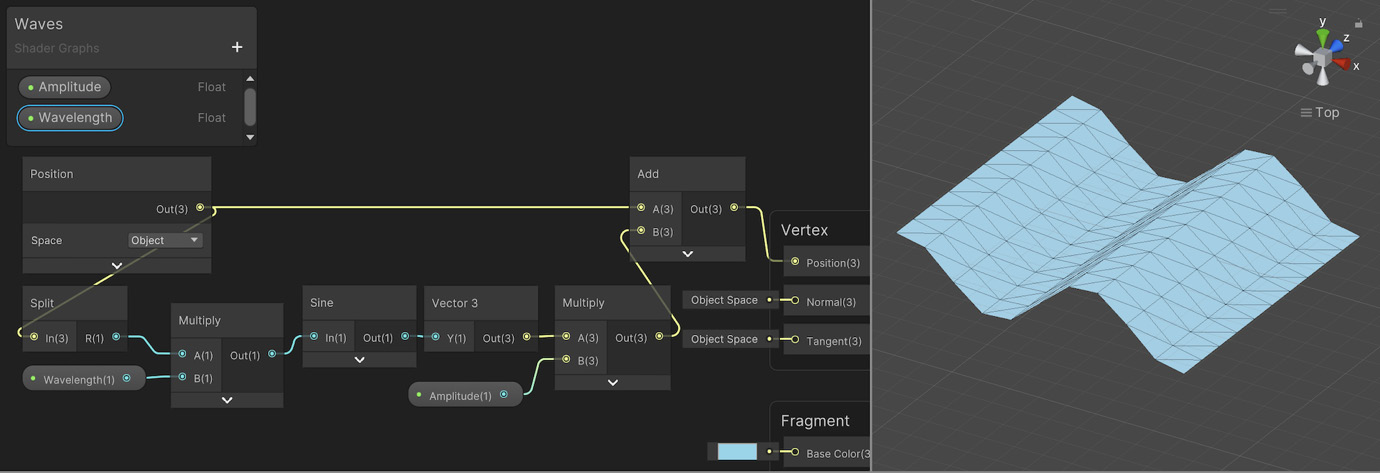 Waves
Shader Graphs
+
Amplitude Float
Wavelength Float
Position
Out(3)
Space Object
Split
In(3) R(1)
Wavelength(1)
Multiply
A(1) Out(1)
B(1)
Sine
In(1) Out(1)
Vector 3
Y(1) Out(3)
Amplitude(1)
Multiply
A(3) Out(3)
B(3)
Add
A(3) Out(3)
B(3)
Vertex
Position(3)
Object Space Normal(3)
Object Space Tangent(3)
Fragment
Base Color(3
y
z
x
Top